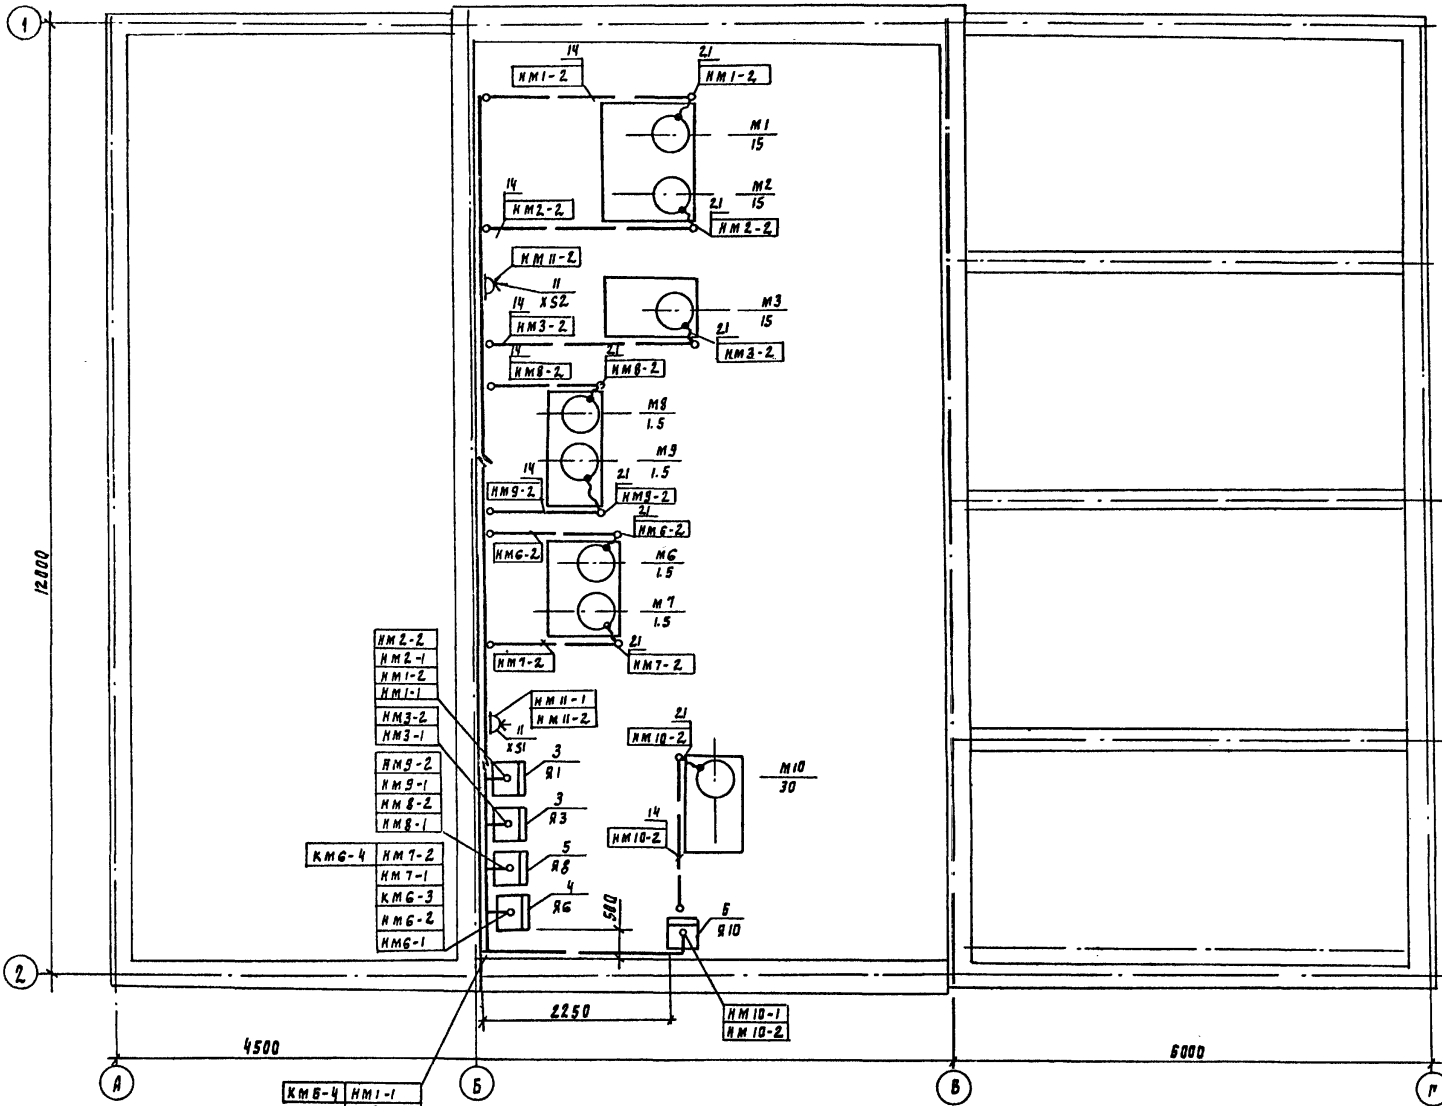 1
14
НМ1-2
21
НМ1-2
М1
15
М2
15
14
НМ2-2
21
НМ2-2
НМ11-2
11
XS2
14
НМ3-2
М3
15
21
НМ3-2
14
НМ8-2
21
НМ8-2
М8
1.5
М9
1.5
14
НМ9-2
21
НМ9-2
21
НМ6-2
НМ6-2
М6
1.5
М7
1.5
12000
21
НМ7-2
НМ7-2
НМ2-2
НМ2-1
НМ1-2
НМ1-1
НМ3-2
НМ3-1
НМ11-1
НМ11-2
11
XS1
21
НМ10-2
М10
30
3
Я1
НМ9-2
НМ9-1
НМ8-2
НМ8-1
3
Я3
14
НМ10-2
КМ6-4 НМ7-2
НМ7-1
КМ6-3
НМ6-2
НМ6-1
5
Я8
4
Я6
500
6
Я10
2
2250
НМ10-1
НМ10-2
4500
6000
А
Б
В
Г
КМ6-4 НМ1-1